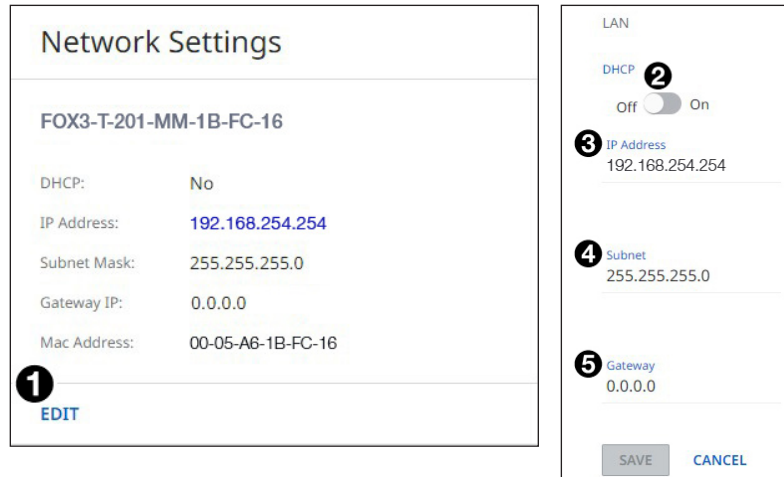 Network Settings
FOX3-T-201-MM-1B-FC-16
DHCP: No
IP Address: 192.168.254.254
Subnet Mask: 255.255.255.0
Gateway IP: 0.0.0.0
Mac Address: 00-05-A6-1B-FC-16
1
EDIT
LAN
DHCP 2
Off On
3 IP Address
192.168.254.254
4 Subnet
255.255.255.0
5 Gateway
0.0.0.0
SAVE CANCEL